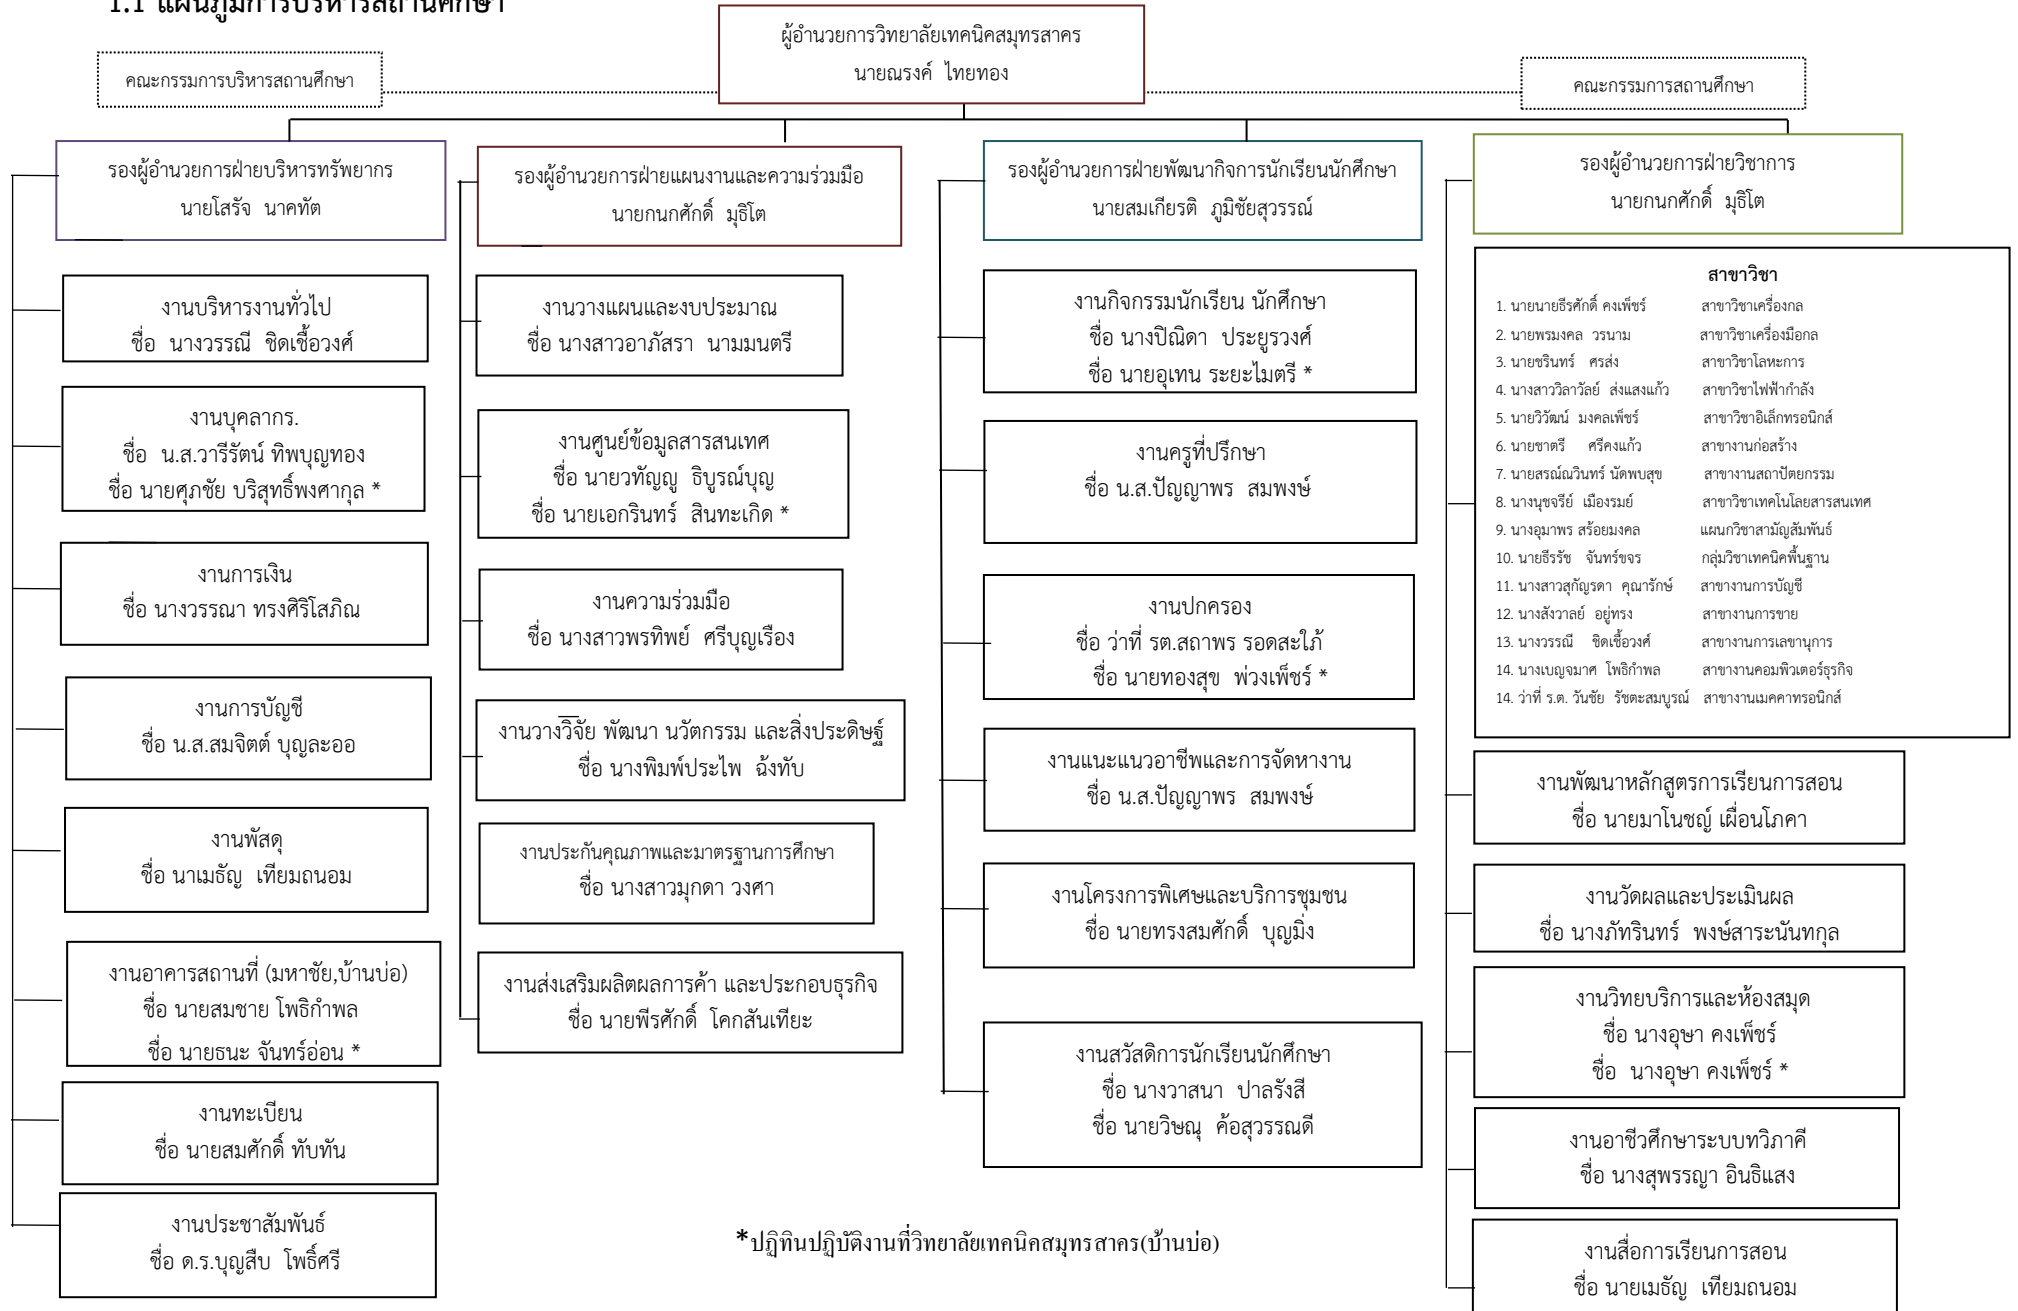 1.1 แผนภูมิการบริหารสถานศึกษา
ผู้อำนวยการวิทยาลัยเทคนิคสมุทรสาคร
นายณรงค์ ไทยทอง
คณะกรรมการบริหารสถานศึกษา
คณะกรรมการสถานศึกษา
รองผู้อำนวยการฝ่ายบริหารทรัพยากร
นายโสรัจ นาคทัต
งานบริหารงานทั่วไป
ชื่อ นางวรรณี ชิดเชื้อวงศ์
งานบุคลากร.
ชื่อ น.ส.วารีรัตน์ ทิพบุญทอง
ชื่อ นายศุภชัย บริสุทธิ์พงศากุล *
งานการเงิน
ชื่อ นางวรรณา ทรงศิริโสภิณ
งานการบัญชี
ชื่อ น.ส.สมจิตต์ บุญละออ
งานพัสดุ
ชื่อ นาเมธัญ เทียมถนอม
งานอาคารสถานที่ (มหาชัย,บ้านบ่อ)
ชื่อ นายสมชาย โพธิกำพล
ชื่อ นายธนะ จันทร์อ่อน *
งานทะเบียน
ชื่อ นายสมศักดิ์ ทับทัน
งานประชาสัมพันธ์
ชื่อ ด.ร.บุญสืบ โพธิ์ศรี
รองผู้อำนวยการฝ่ายแผนงานและความร่วมมือ
นายกนกศักดิ์ มุธิโต
งานวางแผนและงบประมาณ
ชื่อ นางสาวอาภัสรา นามมนตรี
งานศูนย์ข้อมูลสารสนเทศ
ชื่อ นายวทัญญู ธิบูรณ์บุญ
ชื่อ นายเอกรินทร์ สินทะเกิด *
งานความร่วมมือ
ชื่อ นางสาวพรทิพย์ ศรีบุญเรือง
งานวางวิจัย พัฒนา นวัตกรรม และสิ่งประดิษฐ์
ชื่อ นางพิมพ์ประไพ ฉังทับ
งานประกันคุณภาพและมาตรฐานการศึกษา
ชื่อ นางสาวมุกดา วงศา
งานส่งเสริมผลิตผลการค้า และประกอบธุรกิจ
ชื่อ นายพีรศักดิ์ โคกสันเทียะ
รองผู้อำนวยการฝ่ายพัฒนากิจการนักเรียนนักศึกษา
นายสมเกียรติ ภูมิชัยสุวรรณ์
งานกิจกรรมนักเรียน นักศึกษา
ชื่อ นางปิณิดา ประยูรวงศ์
ชื่อ นายอุเทน ระยะไมตรี *
งานครูที่ปรึกษา
ชื่อ น.ส.ปัญญาพร สมพงษ์
งานปกครอง
ชื่อ ว่าที่ รต.สถาพร รอดสะใภ้
ชื่อ นายทองสุข พ่วงเพ็ชร์ *
งานแนะแนวอาชีพและการจัดหางาน
ชื่อ น.ส.ปัญญาพร สมพงษ์
งานโครงการพิเศษและบริการชุมชน
ชื่อ นายทรงสมศักดิ์ บุญมิ่ง
งานสวัสดิการนักเรียนนักศึกษา
ชื่อ นางวาสนา ปาลรังสี
ชื่อ นายวิษณุ ค้อสุวรรณดี
รองผู้อำนวยการฝ่ายวิชาการ
นายกนกศักดิ์ มุธิโต
สาขาวิชา
1. นายนายธีรศักดิ์ คงเพ็ชร์ สาขาวิชาเครื่องกล
2. นายพรมงคล วรนาม สาขาวิชาเครื่องมือกล
3. นายชรินทร์ ศรส่ง สาขาวิชาโลหะการ
4. นางสาววิลาวัลย์ ส่งแสงแก้ว สาขาวิชาไฟฟ้ากำลัง
5. นายวิวัฒน์ มงคลเพ็ชร์ สาขาวิชาอิเล็กทรอนิกส์
6. นายชาตรี ศรีคงแก้ว สาขางานก่อสร้าง
7. นายสรณ์ณวินทร์ นัดพบสุข สาขางานสถาปัตยกรรม
8. นางนุชจรีย์ เมืองรมย์ สาขาวิชาเทคโนโลยสารสนเทศ
9. นางอุมาพร สร้อยมงคล แผนกวิชาสามัญสัมพันธ์
10. นายธีรรัช จันทร์ขจร กลุ่มวิชาเทคนิคพื้นฐาน
11. นางสาวสุกัญรดา คุณารักษ์ สาขางานการบัญชี
12. นางสังวาลย์ อยู่ทรง สาขางานการขาย
13. นางวรรณี ชิดเชื้อวงศ์ สาขางานการเลขานุการ
14. นางเบญจมาศ โพธิกำพล สาขางานคอมพิวเตอร์ธุรกิจ
14. ว่าที่ ร.ต. วันชัย รัชตะสมบูรณ์ สาขางานเมคคาทรอนิกส์
งานพัฒนาหลักสูตรการเรียนการสอน
ชื่อ นายมาโนชญ์ เผื่อนโภคา
งานวัดผลและประเมินผล
ชื่อ นางภัทรินทร์ พงษ์สาระนันทกุล
งานวิทยบริการและห้องสมุด
ชื่อ นางอุษา คงเพ็ชร์
ชื่อ นางอุษา คงเพ็ชร์ *
งานอาชีวศึกษาระบบทวิภาคี
ชื่อ นางสุพรรญา อินธิแสง
งานสื่อการเรียนการสอน
ชื่อ นายเมธัญ เทียมถนอม
*ปฏิทินปฏิบัติงานที่วิทยาลัยเทคนิคสมุทรสาคร(บ้านบ่อ)